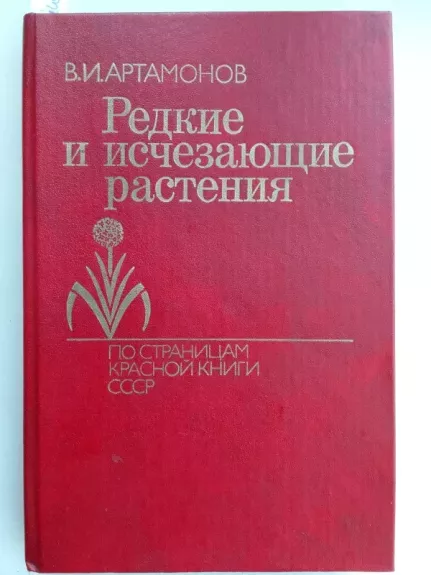 В.И.АРТАМОНОВ
Редкие
и исчезающие
растения
ПО СТРАНИЦАМ
КРАСНОЙ КНИГИ
СССР